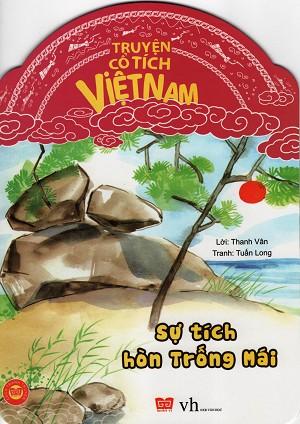 TRUYỆN
CỔ TÍCH
VIỆT NAM
Lời: Thanh Vân
Tranh: Tuấn Long
Sự tích
hòn Trống Mái
vh